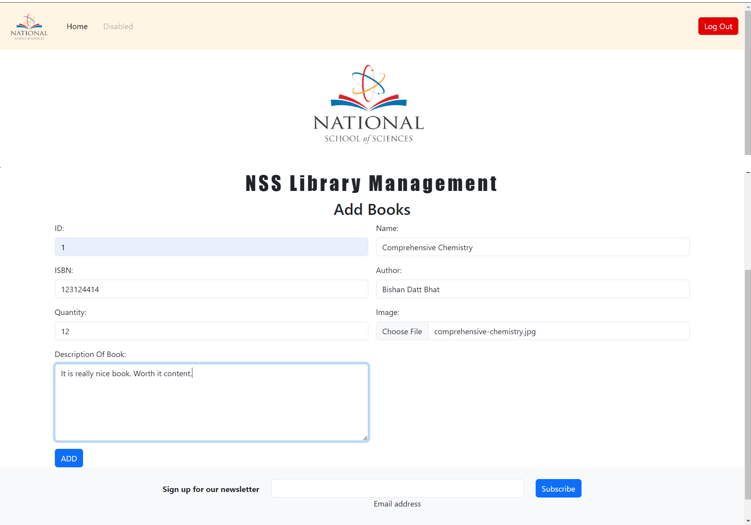 NATIONAL
Home
Disabled
Log Out
NATIONAL
SCHOOL of SCIENCES
NSS Library Management
Add Books
ID:
Name:
1
Comprehensive Chemistry
ISBN:
Author:
123124414
Bishan Datt Bhat
Quantity:
Image:
12
Choose File comprehensive-chemistry.jpg
Description Of Book:
It is really nice book. Worth it content.
ADD
Sign up for our newsletter
Subscribe
Email address